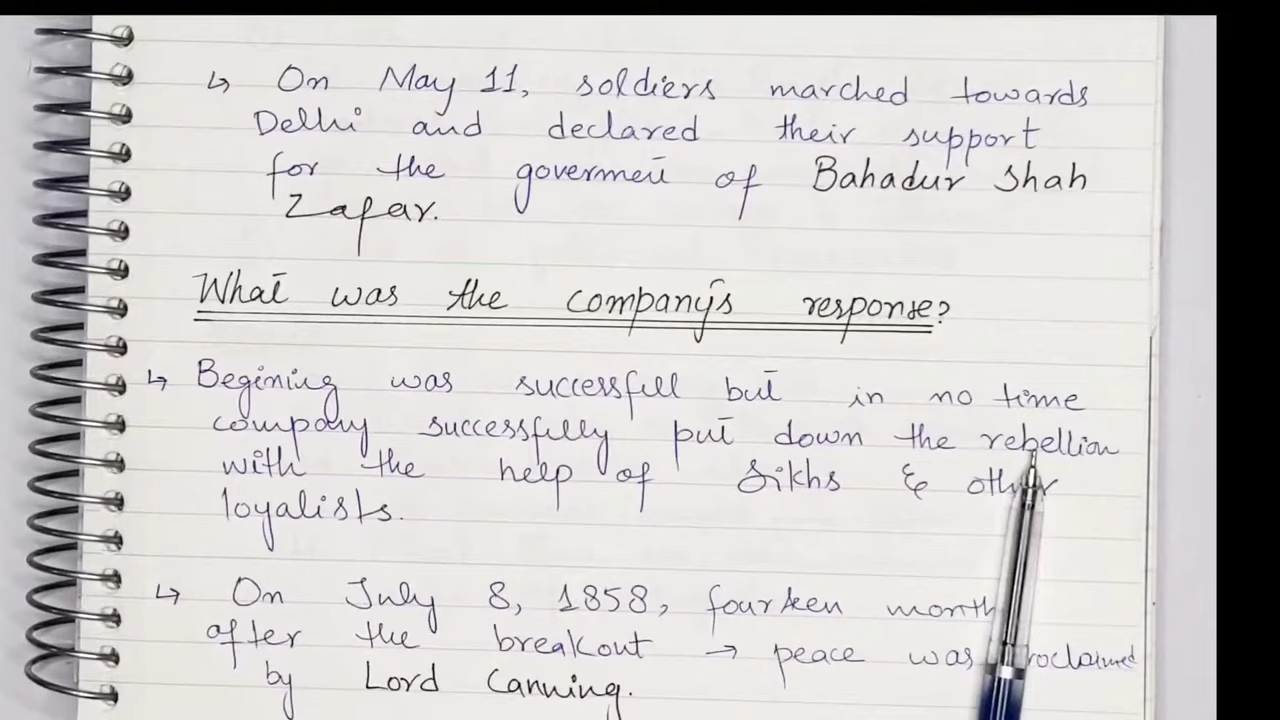 ↳ On May 11, soldiers marched towards
Delhi and declared their support
for the goverment of Bahadur Shah
Zafar.
What was the company's response?
↳ Begining was successfull but in no time
company successfully put down the rebellion
with the help of Sikhs & other
loyalists.
↳ On July 8, 1858, fourteen month
after the breakout → peace was roclaimed
by Lord Canning.